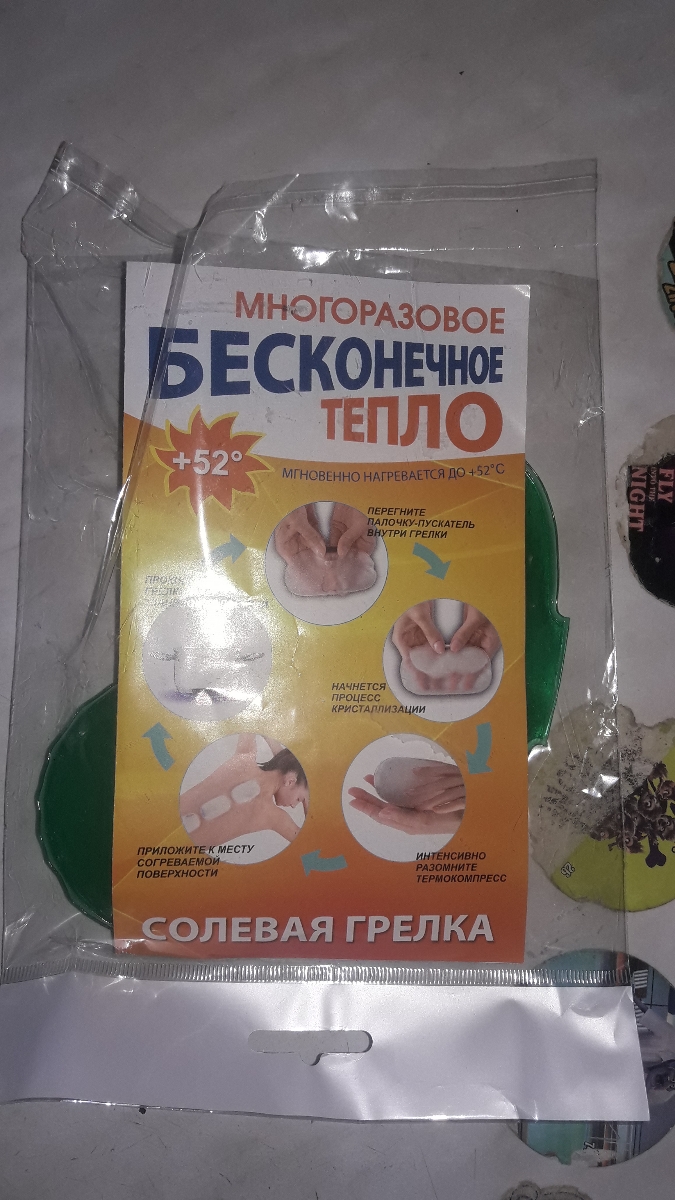 МНОГОРАЗОВОЕ
БЕСКОНЕЧНОЕ
ТЕПЛО
+52°
МГНОВЕННО НАГРЕВАЕТСЯ ДО +52°С
ПЕРЕГНИТЕ
ПАЛОЧКУ-ПУСКАТЕЛЬ
ВНУТРИ ГРЕЛКИ
НАЧНЕТСЯ
ПРОЦЕСС
КРИСТАЛЛИЗАЦИИ
ИНТЕНСИВНО
РАЗОМНИТЕ
ТЕРМОКОМПРЕСС
ПРИЛОЖИТЕ К МЕСТУ
СОГРЕВАЕМОЙ
ПОВЕРХНОСТИ
СОЛЕВАЯ ГРЕЛКА
FLY
NIGHT